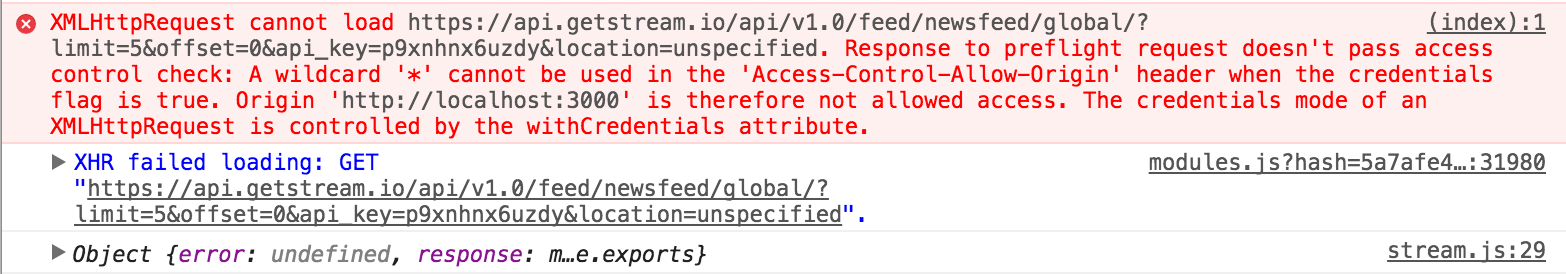 XMLHttpRequest cannot load https://api.getstream.io/api/v1.0/feed/newsfeed/global/? (index):1
limit=5&offset=0&api_key=p9xnhnx6uzdy&location=unspecified. Response to preflight request doesn't pass access
control check: A wildcard '*' cannot be used in the 'Access-Control-Allow-Origin' header when the credentials
flag is true. Origin 'http://localhost:3000' is therefore not allowed access. The credentials mode of an
XMLHttpRequest is controlled by the withCredentials attribute.
XHR failed loading: GET modules.js?hash=5a7afe4…:31980
"https://api.getstream.io/api/v1.0/feed/newsfeed/global/?
limit=5&offset=0&api_key=p9xnhnx6uzdy&location=unspecified".
Object {error: undefined, response: m…e.exports} stream.js:29